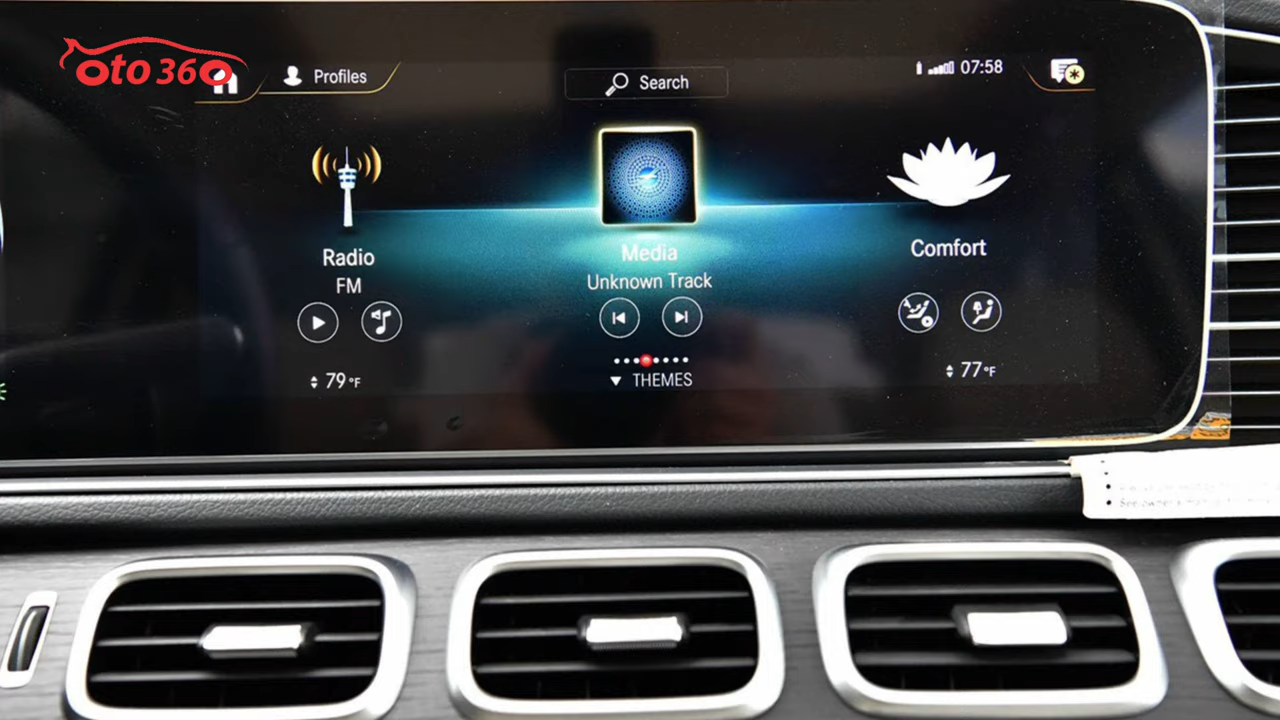 oto 360
Profiles
Search
07:58
Radio
FM
Media
Unknown Track
Comfort
79°F
THEMES
77°F